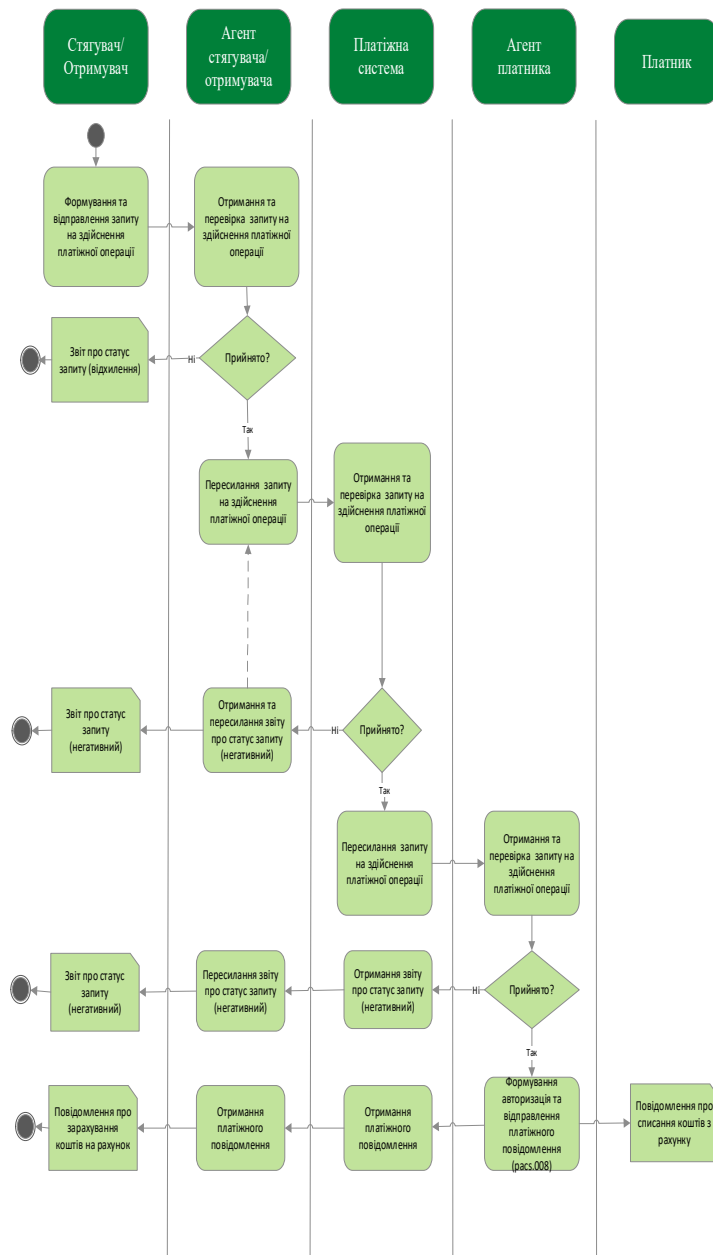 Стягувач/
Отримувач
Агент
стягувача/
отримувача
Платіжна
система
Агент
платника
Платник
Формування та
відправлення запиту
на здійснення платіжної
операції
Отримання та
перевірка запиту на
здійснення платіжної
операції
Звіт про статус
запиту (відхилення)
Ні
Прийнято?
Так
Пересилання запиту
на здійснення
платіжної операції
Отримання та
перевірка запиту на
здійснення платіжної
операції
Звіт про статус
запиту
(негативний)
Отримання та
пересилання звіту
про статус запиту
(негативний)
Ні
Прийнято?
Так
Пересилання запиту
на здійснення
платіжної операції
Отримання та
перевірка запиту на
здійснення
платіжної операції
Звіт про статус
запиту
(негативний)
Пересилання звіту
про статус запиту
(негативний)
Отримання звіту
про статус запиту
(негативний)
Ні
Прийнято?
Так
Повідомлення про
зарахування
коштів на рахунок
Отримання
платіжного
повідомлення
Отримання
платіжного
повідомлення
Формування
авторизація та
відправлення
платіжного
повідомлення
(pacs.008)
Повідомлення про
списання коштів з
рахунку